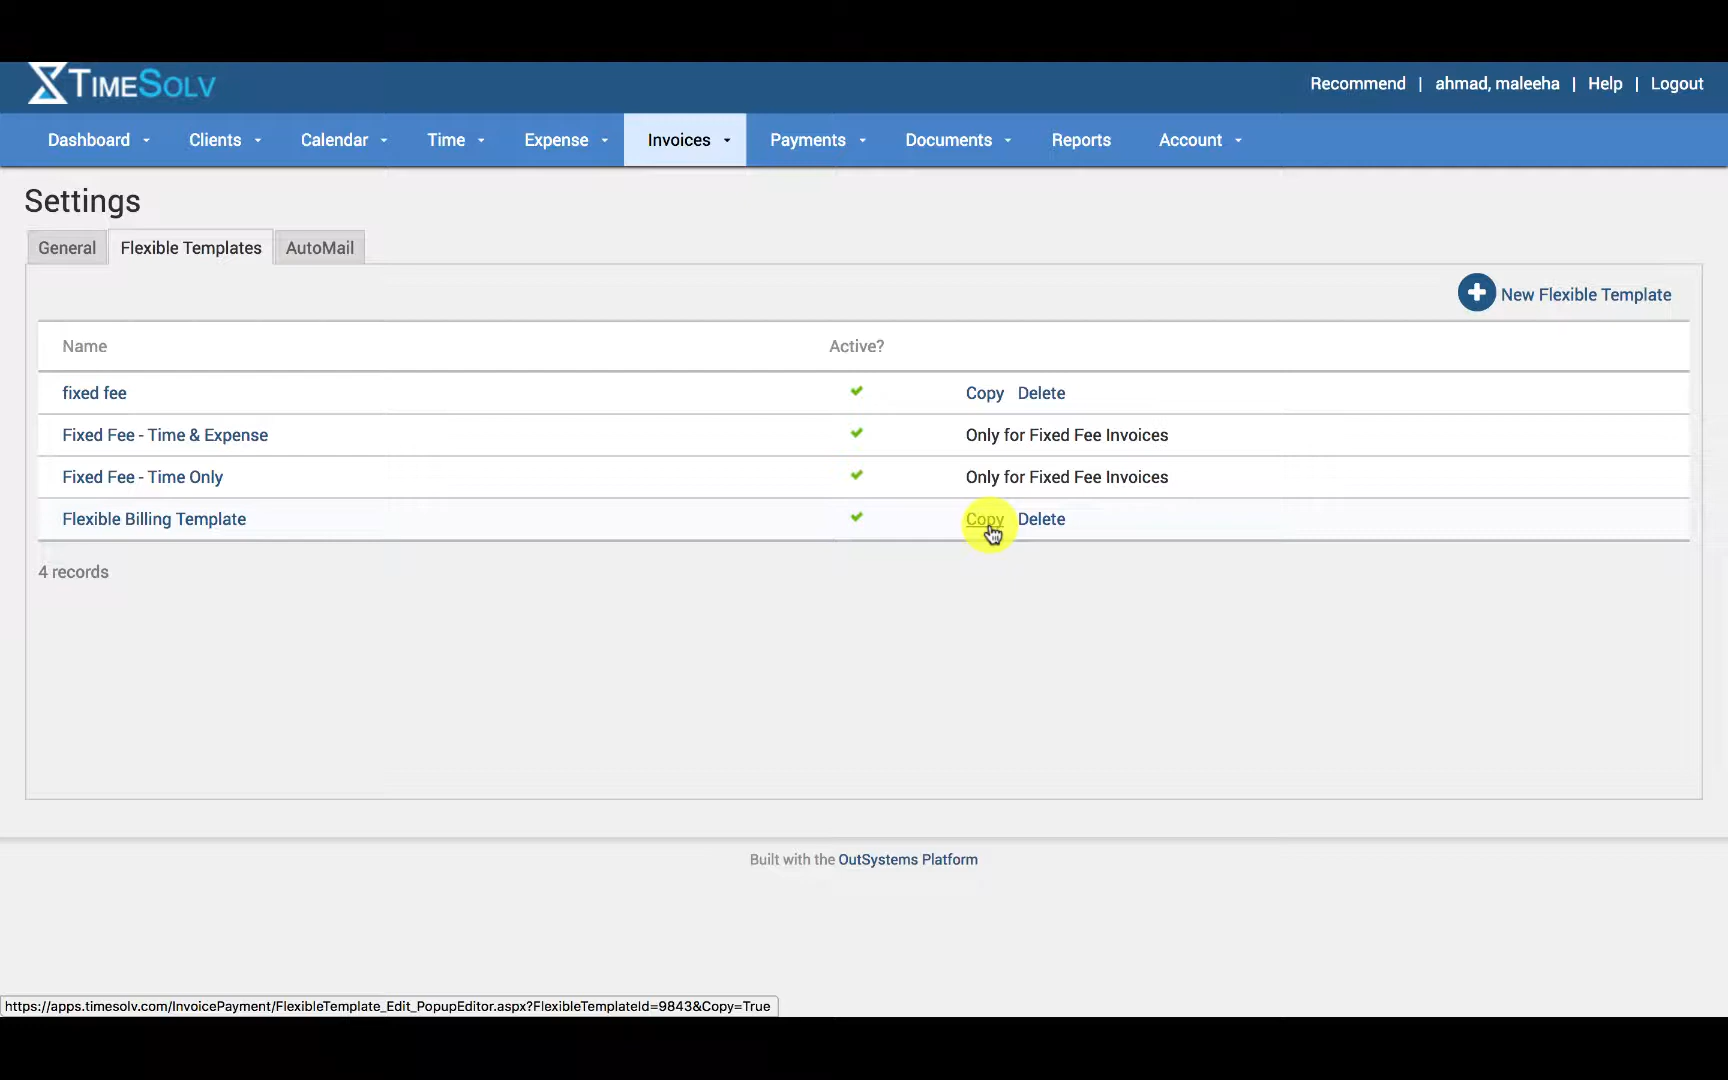 TIMESOLV
Recommend | ahmad, maleeha | Help | Logout
Dashboard Clients Calendar Time Expense Invoices Payments Documents Reports Account
Settings
General Flexible Templates AutoMail
New Flexible Template
Name Active?
fixed fee Copy Delete
Fixed Fee - Time & Expense Only for Fixed Fee Invoices
Fixed Fee - Time Only Only for Fixed Fee Invoices
Flexible Billing Template Copy Delete
4 records
Built with the OutSystems Platform
https://apps.timesolv.com/InvoicePayment/FlexibleTemplate_Edit_PopupEditor.aspx?FlexibleTemplateId=9843&Copy=True